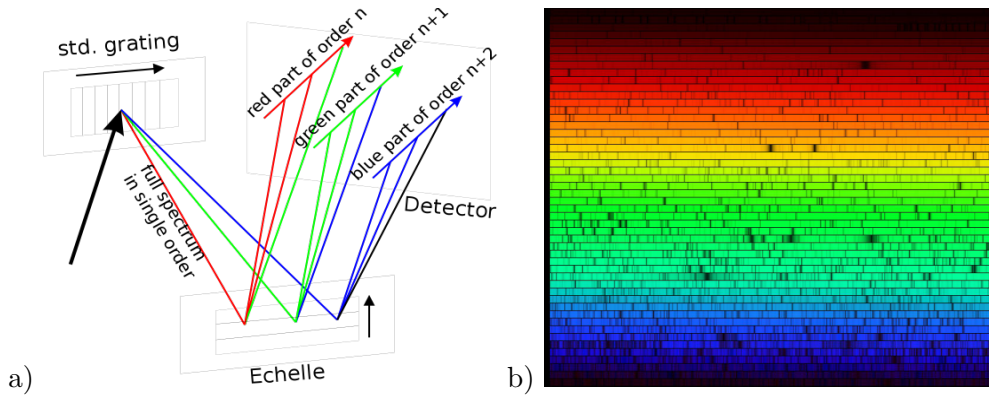 std. grating
red part of order n
green part of order n+1
blue part of order n+2
full spectrum
in single order
Detector
Echelle
a)
b)